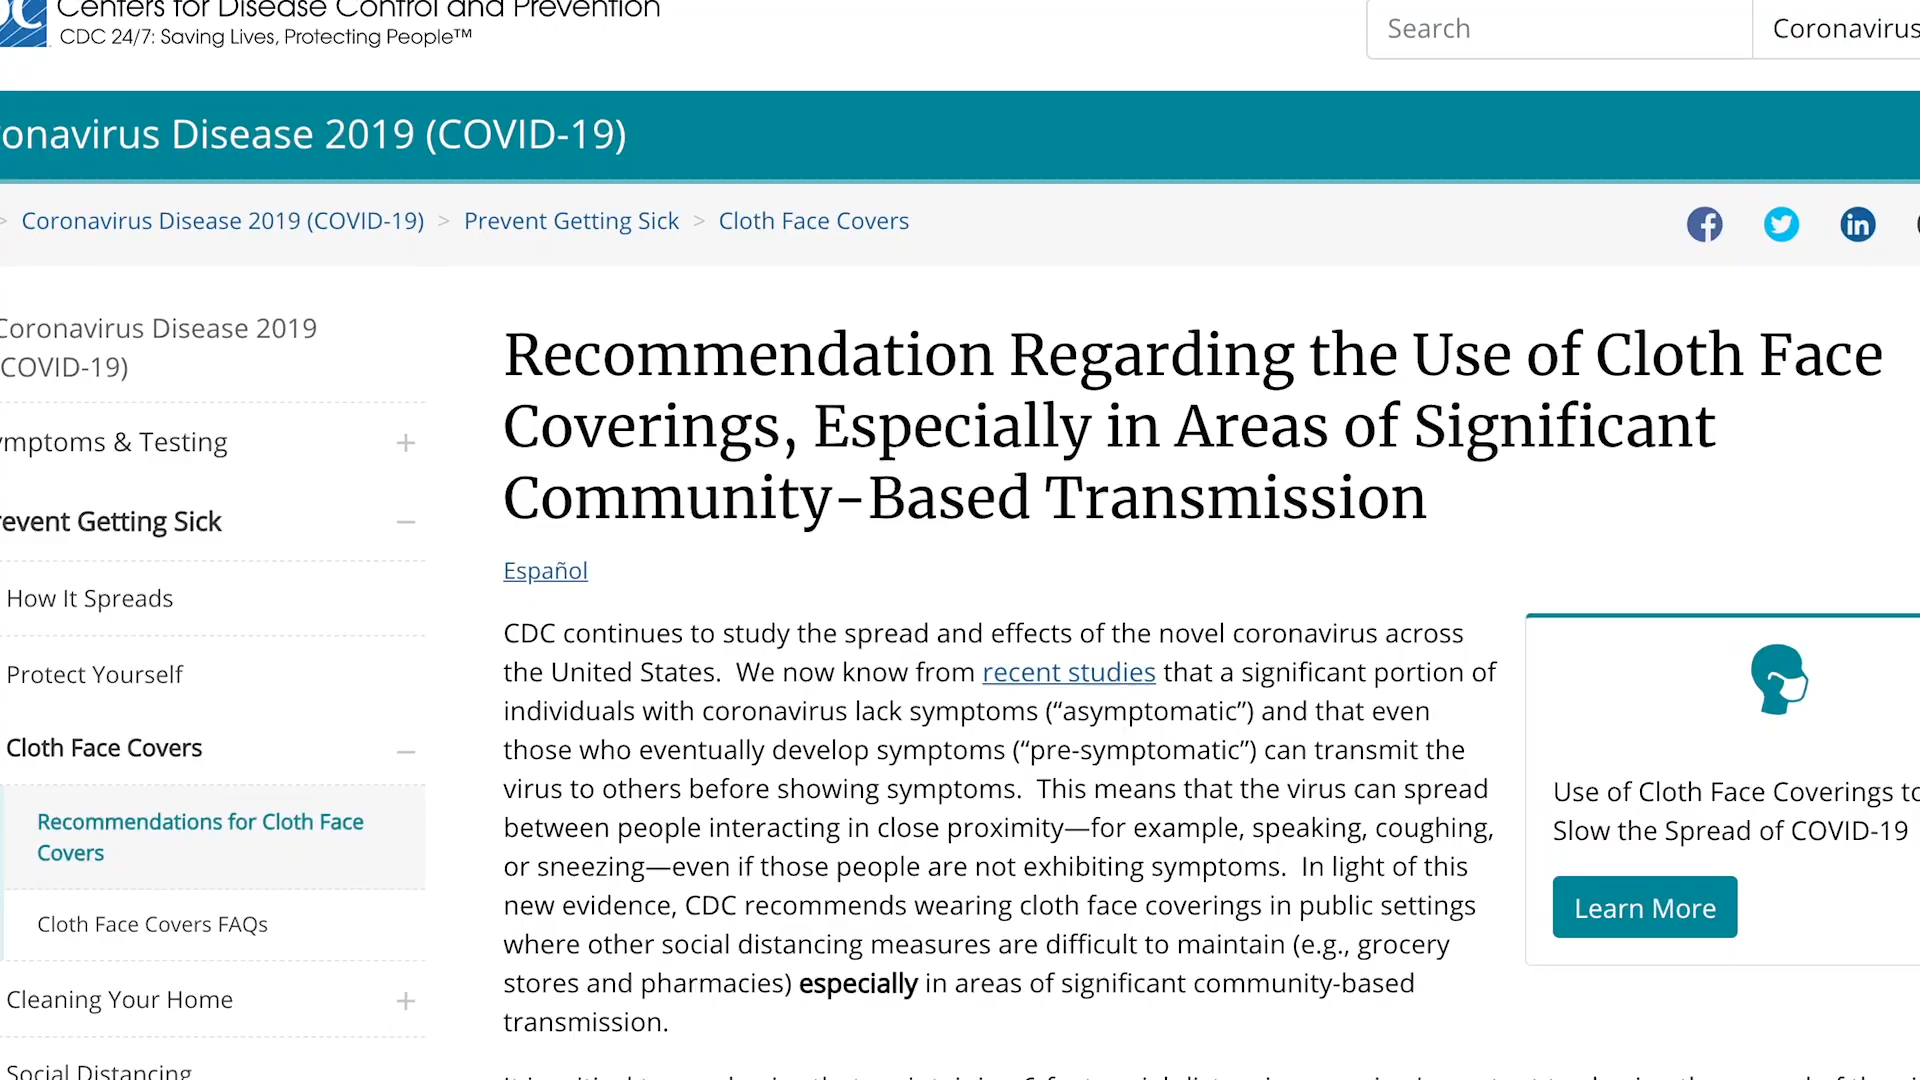 Centers for Disease Control and Prevention
CDC 24/7: Saving Lives, Protecting People™
Search
Coronavirus
onavirus Disease 2019 (COVID-19)
> Coronavirus Disease 2019 (COVID-19) > Prevent Getting Sick > Cloth Face Covers
Coronavirus Disease 2019
COVID-19)
ymptoms & Testing +
revent Getting Sick −
How It Spreads
Protect Yourself
Cloth Face Covers −
Recommendations for Cloth Face
Covers
Cloth Face Covers FAQs
Cleaning Your Home +
Social Distancing
Recommendation Regarding the Use of Cloth Face
Coverings, Especially in Areas of Significant
Community-Based Transmission
Español
CDC continues to study the spread and effects of the novel coronavirus across
the United States.  We now know from recent studies that a significant portion of
individuals with coronavirus lack symptoms (“asymptomatic”) and that even
those who eventually develop symptoms (“pre-symptomatic”) can transmit the
virus to others before showing symptoms.  This means that the virus can spread
between people interacting in close proximity—for example, speaking, coughing,
or sneezing—even if those people are not exhibiting symptoms.  In light of this
new evidence, CDC recommends wearing cloth face coverings in public settings
where other social distancing measures are difficult to maintain (e.g., grocery
stores and pharmacies) especially in areas of significant community-based
transmission.
Use of Cloth Face Coverings to
Slow the Spread of COVID-19
Learn More